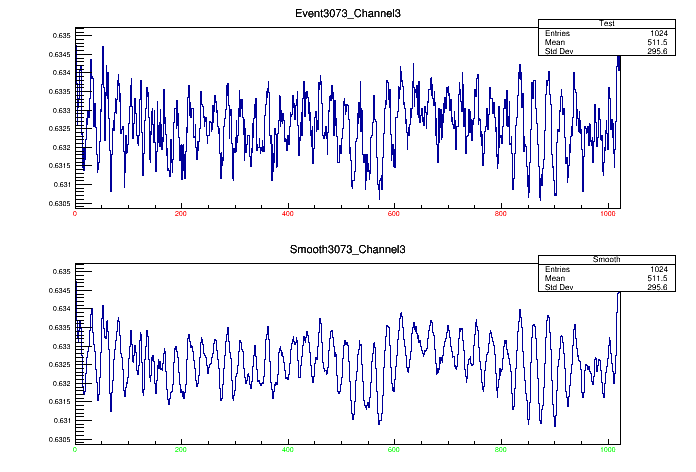 Event3073_Channel3
Test
Entries 1024
Mean 511.5
Std Dev 295.6
0.635
0.6345
0.634
0.6335
0.633
0.6325
0.632
0.6315
0.631
0.6305
0 200 400 600 800 1000
Smooth3073_Channel3
Smooth
Entries 1024
Mean 511.5
Std Dev 295.6
0.635
0.6345
0.634
0.6335
0.633
0.6325
0.632
0.6315
0.631
0.6305
0 200 400 600 800 1000